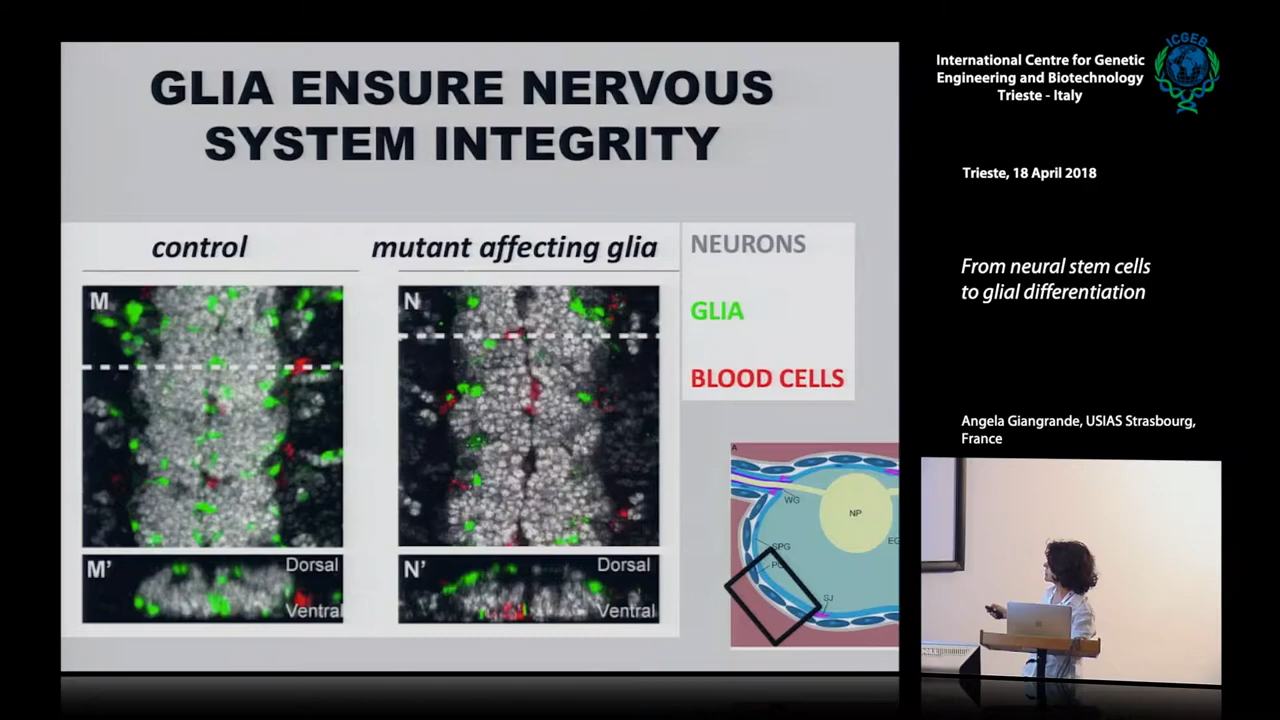 GLIA ENSURE NERVOUS
SYSTEM INTEGRITY
control
mutant affecting glia
NEURONS
GLIA
BLOOD CELLS
M
N
M'
Dorsal
Ventral
N'
Dorsal
Ventral
A
WG
NP
EG
SPG
SJ
ICGEB
International Centre for Genetic
Engineering and Biotechnology
Trieste - Italy
Trieste, 18 April 2018
From neural stem cells
to glial differentiation
Angela Giangrande, USIAS Strasbourg,
France